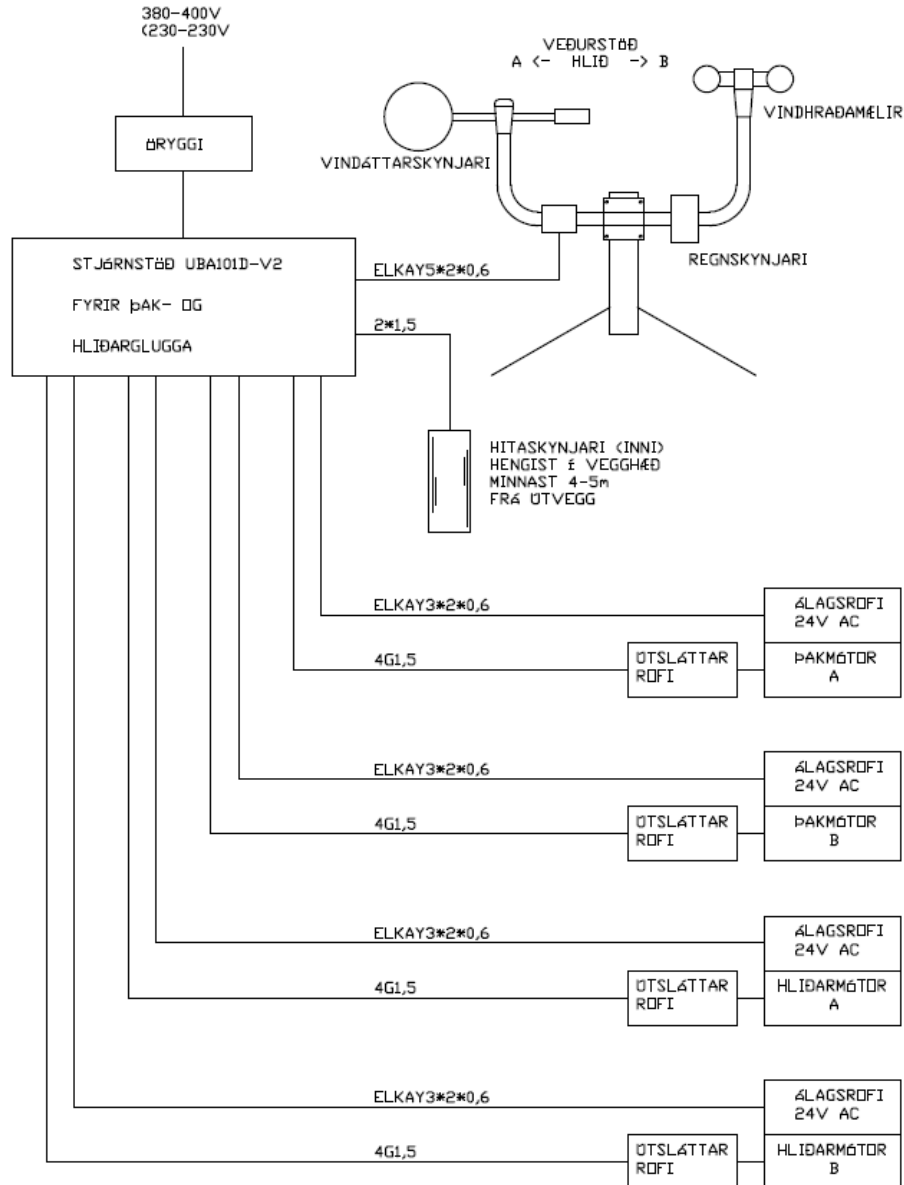 380-400V
(230-230V
ÖRYGGI
VEÐURSTÖÐ
A <- HLIÐ -> B
VINDHRAÐAMÆLIR
VINDÁTTARSKYNJARI
REGNSKYNJARI
STJÓRNSTÖÐ UBA101D-V2
FYRIR ÞAK- OG
HLIÐARGLUGGA
ELKAY5*2*0,6
2*1,5
HITASKYNJARI (INNI)
HENGIST Í VEGGHÆÐ
MINNAST 4-5m
FRÁ ÚTVEGG
ELKAY3*2*0,6
ÁLAGSROFI
24V AC
4G1,5
ÚTSLÁTTAR
ROFI
ÞAKMÓTOR
A
ELKAY3*2*0,6
ÁLAGSROFI
24V AC
4G1,5
ÚTSLÁTTAR
ROFI
ÞAKMÓTOR
B
ELKAY3*2*0,6
ÁLAGSROFI
24V AC
4G1,5
ÚTSLÁTTAR
ROFI
HLIÐARMÓTOR
A
ELKAY3*2*0,6
ÁLAGSROFI
24V AC
4G1,5
ÚTSLÁTTAR
ROFI
HLIÐARMÓTOR
B